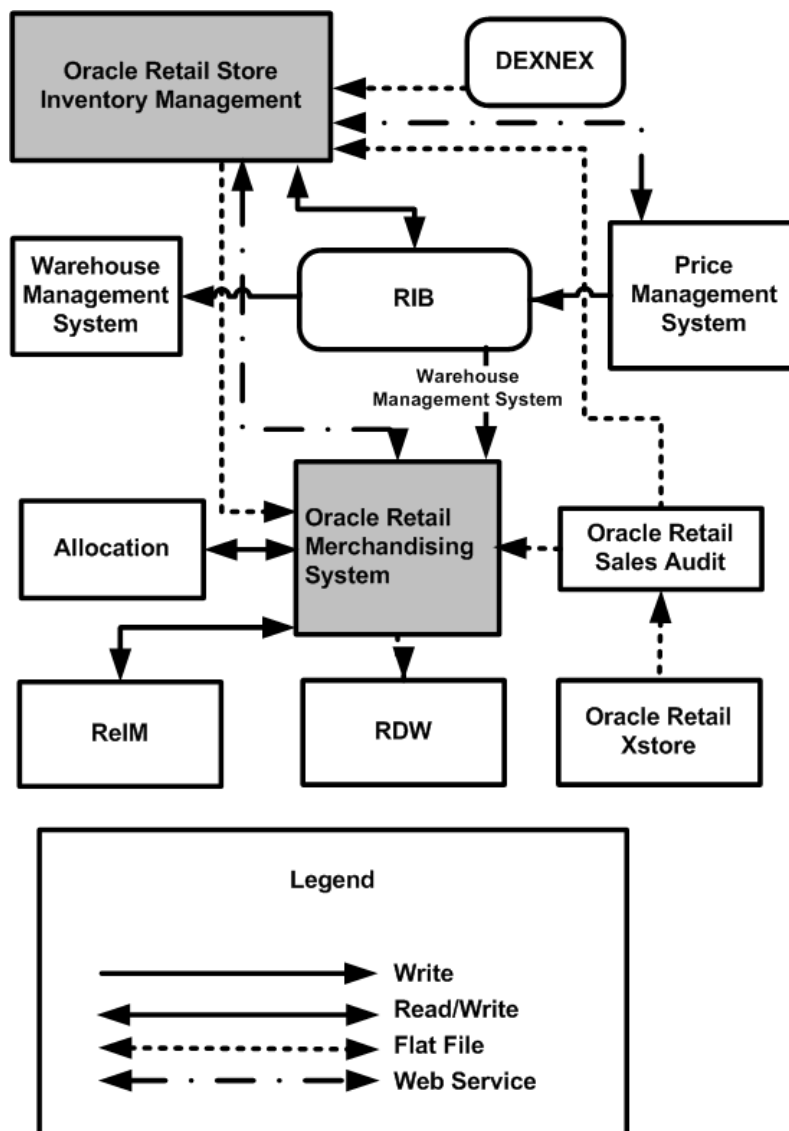 Oracle Retail Store
Inventory Management
DEXNEX
Warehouse
Management
System
RIB
Price
Management
System
Warehouse
Management System
Allocation
Oracle Retail
Merchandising
System
Oracle Retail
Sales Audit
ReIM
RDW
Oracle Retail
Xstore
Legend
Write
Read/Write
Flat File
Web Service